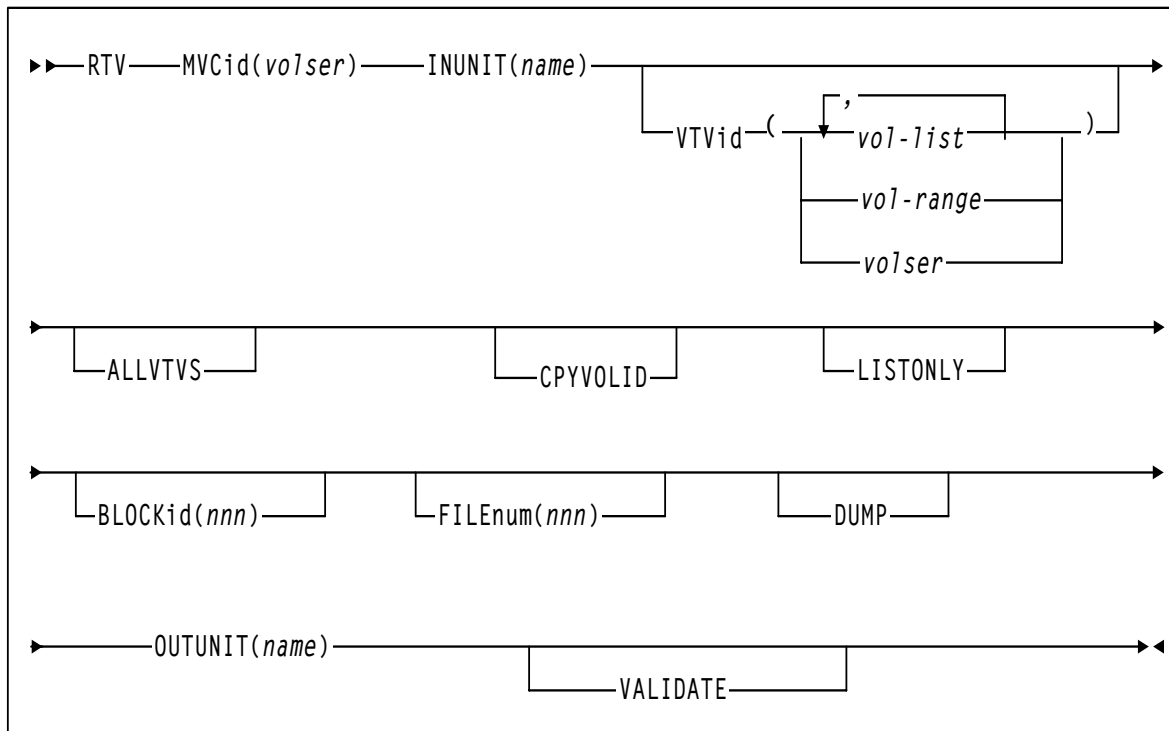 RTV MVCid(volser) INUNIT(name)
,
VTVid ( vol-list )
vol-range
volser
ALLVTVS CPYVOLID LISTONLY
BLOCKid(nnn) FILEnum(nnn) DUMP
OUTUNIT(name)
VALIDATE